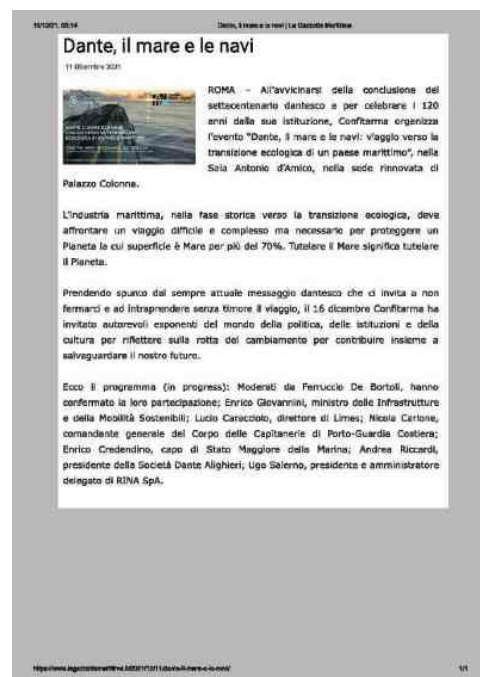 Dante, il mare e le navi | La Gazzetta Marittima
Dante, il mare e le navi
11 Dicembre 2021
ROMA – All'avvicinarsi della conclusione del
settecentenario dantesco e per celebrare i 120
anni dalla sua istituzione, Confitarma organizza
l'evento "Dante, il mare e le navi: viaggio verso la
transizione ecologica di un paese marittimo", nella
Sala Antonio d'Amico, nella sede rinnovata di
Palazzo Colonna.
L'industria marittima, nella fase storica verso la transizione ecologica, deve
affrontare un viaggio difficile e complesso ma necessario per proteggere un
Pianeta la cui superficie è Mare per più del 70%. Tutelare il Mare significa tutelare
il Pianeta.
Prendendo spunto dal sempre attuale messaggio dantesco che ci invita a non
fermarci e ad intraprendere senza timore il viaggio, il 16 dicembre Confitarma ha
invitato autorevoli esponenti del mondo della politica, delle istituzioni e della
cultura per riflettere sulla rotta del cambiamento per contribuire insieme a
salvaguardare il nostro futuro.
Ecco il programma (in progress): Moderati da Ferruccio De Bortoli, hanno
confermato la loro partecipazione; Enrico Giovannini, ministro delle Infrastrutture
e della Mobilità Sostenibili; Lucio Caracciolo, direttore di Limes; Nicola Carlone,
comandante generale del Corpo delle Capitanerie di Porto-Guardia Costiera;
Enrico Credendino, capo di Stato Maggiore della Marina; Andrea Riccardi,
presidente della Società Dante Alighieri; Ugo Salerno, presidente e amministratore
delegato di RINA SpA.
1/1